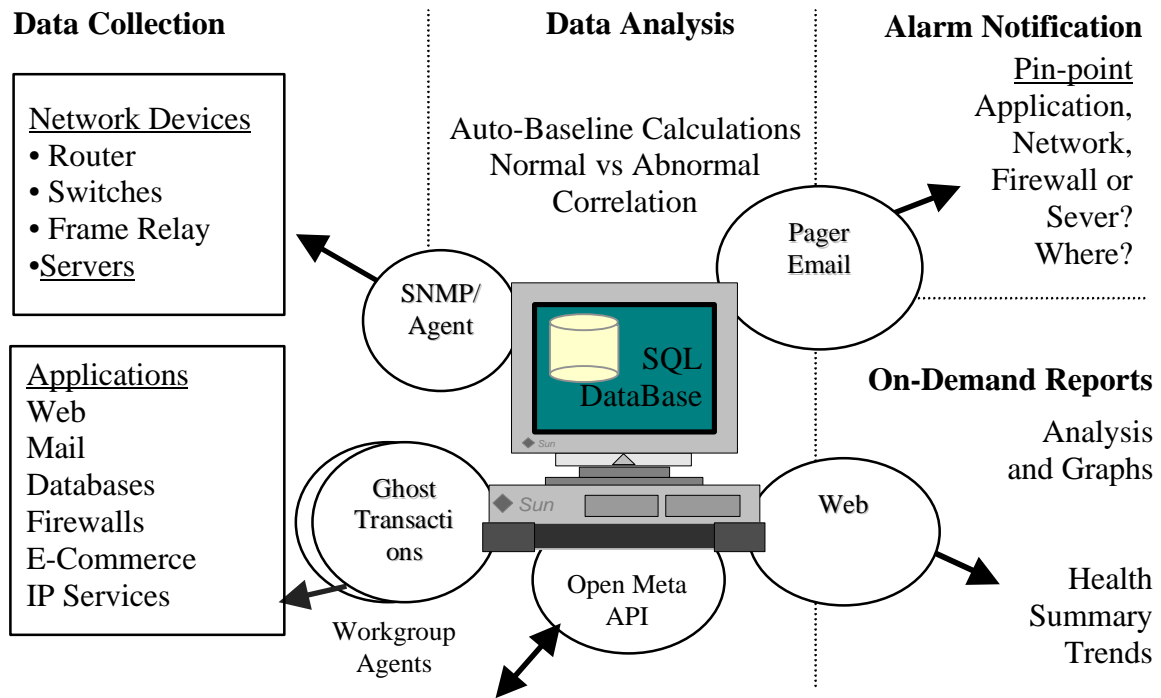 Data Collection
Network Devices
• Router
• Switches
• Frame Relay
•Servers
Applications
Web
Mail
Databases
Firewalls
E-Commerce
IP Services
Data Analysis
Auto-Baseline Calculations
Normal vs Abnormal
Correlation
SNMP/
Agent
SQL
DataBase
Sun
Sun
Ghost
Transacti
ons
Workgroup
Agents
Open Meta
API
Pager
Email
Web
Alarm Notification
Pin-point
Application,
Network,
Firewall or
Sever?
Where?
On-Demand Reports
Analysis
and Graphs
Health
Summary
Trends